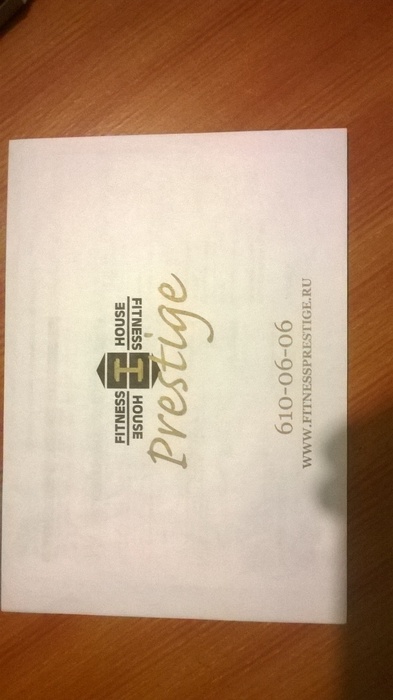 FITNESS HOUSE
HOUSE FITNESS
Prestige
610-06-06
WWW.FITNESSPRESTIGE.RU